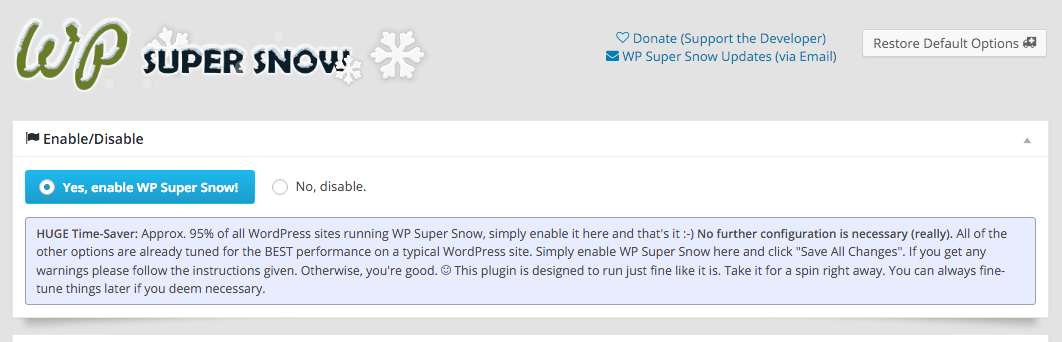 WP SUPER SNOW
Donate (Support the Developer)
WP Super Snow Updates (via Email)
Restore Default Options
Enable/Disable
Yes, enable WP Super Snow!
No, disable.
HUGE Time-Saver: Approx. 95% of all WordPress sites running WP Super Snow, simply enable it here and that's it :-) No further configuration is necessary (really). All of the
other options are already tuned for the BEST performance on a typical WordPress site. Simply enable WP Super Snow here and click "Save All Changes". If you get any
warnings please follow the instructions given. Otherwise, you're good. ☺ This plugin is designed to run just fine like it is. Take it for a spin right away. You can always fine-
tune things later if you deem necessary.